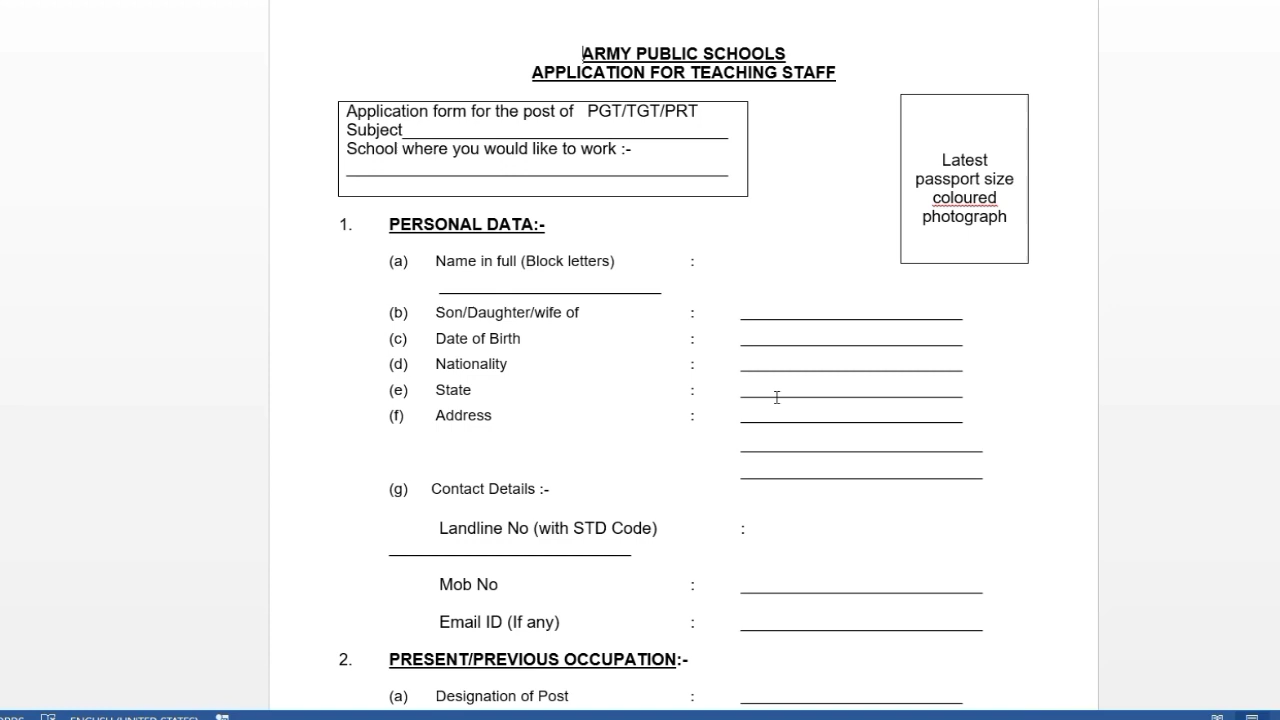 ARMY PUBLIC SCHOOLS
APPLICATION FOR TEACHING STAFF
Application form for the post of PGT/TGT/PRT
Subject
School where you would like to work :-
Latest
passport size
coloured
photograph
1. PERSONAL DATA:-
(a) Name in full (Block letters) :
(b) Son/Daughter/wife of :
(c) Date of Birth :
(d) Nationality :
(e) State :
(f) Address :
(g) Contact Details :-
Landline No (with STD Code) :
Mob No :
Email ID (If any) :
2. PRESENT/PREVIOUS OCCUPATION:-
(a) Designation of Post :